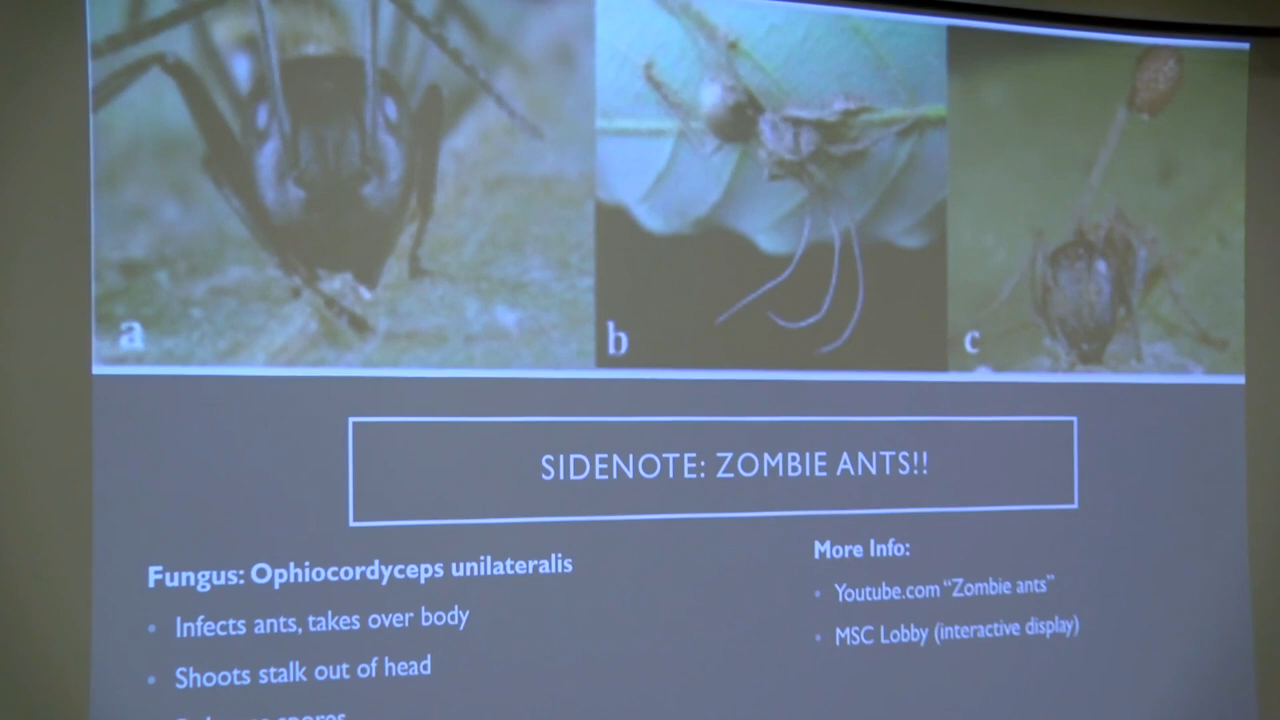 a
b
c
SIDENOTE: ZOMBIE ANTS!!
Fungus: Ophiocordyceps unilateralis
• Infects ants, takes over body
• Shoots stalk out of head
spores
More Info:
• Youtube.com “Zombie ants”
• MSC Lobby (interactive display)